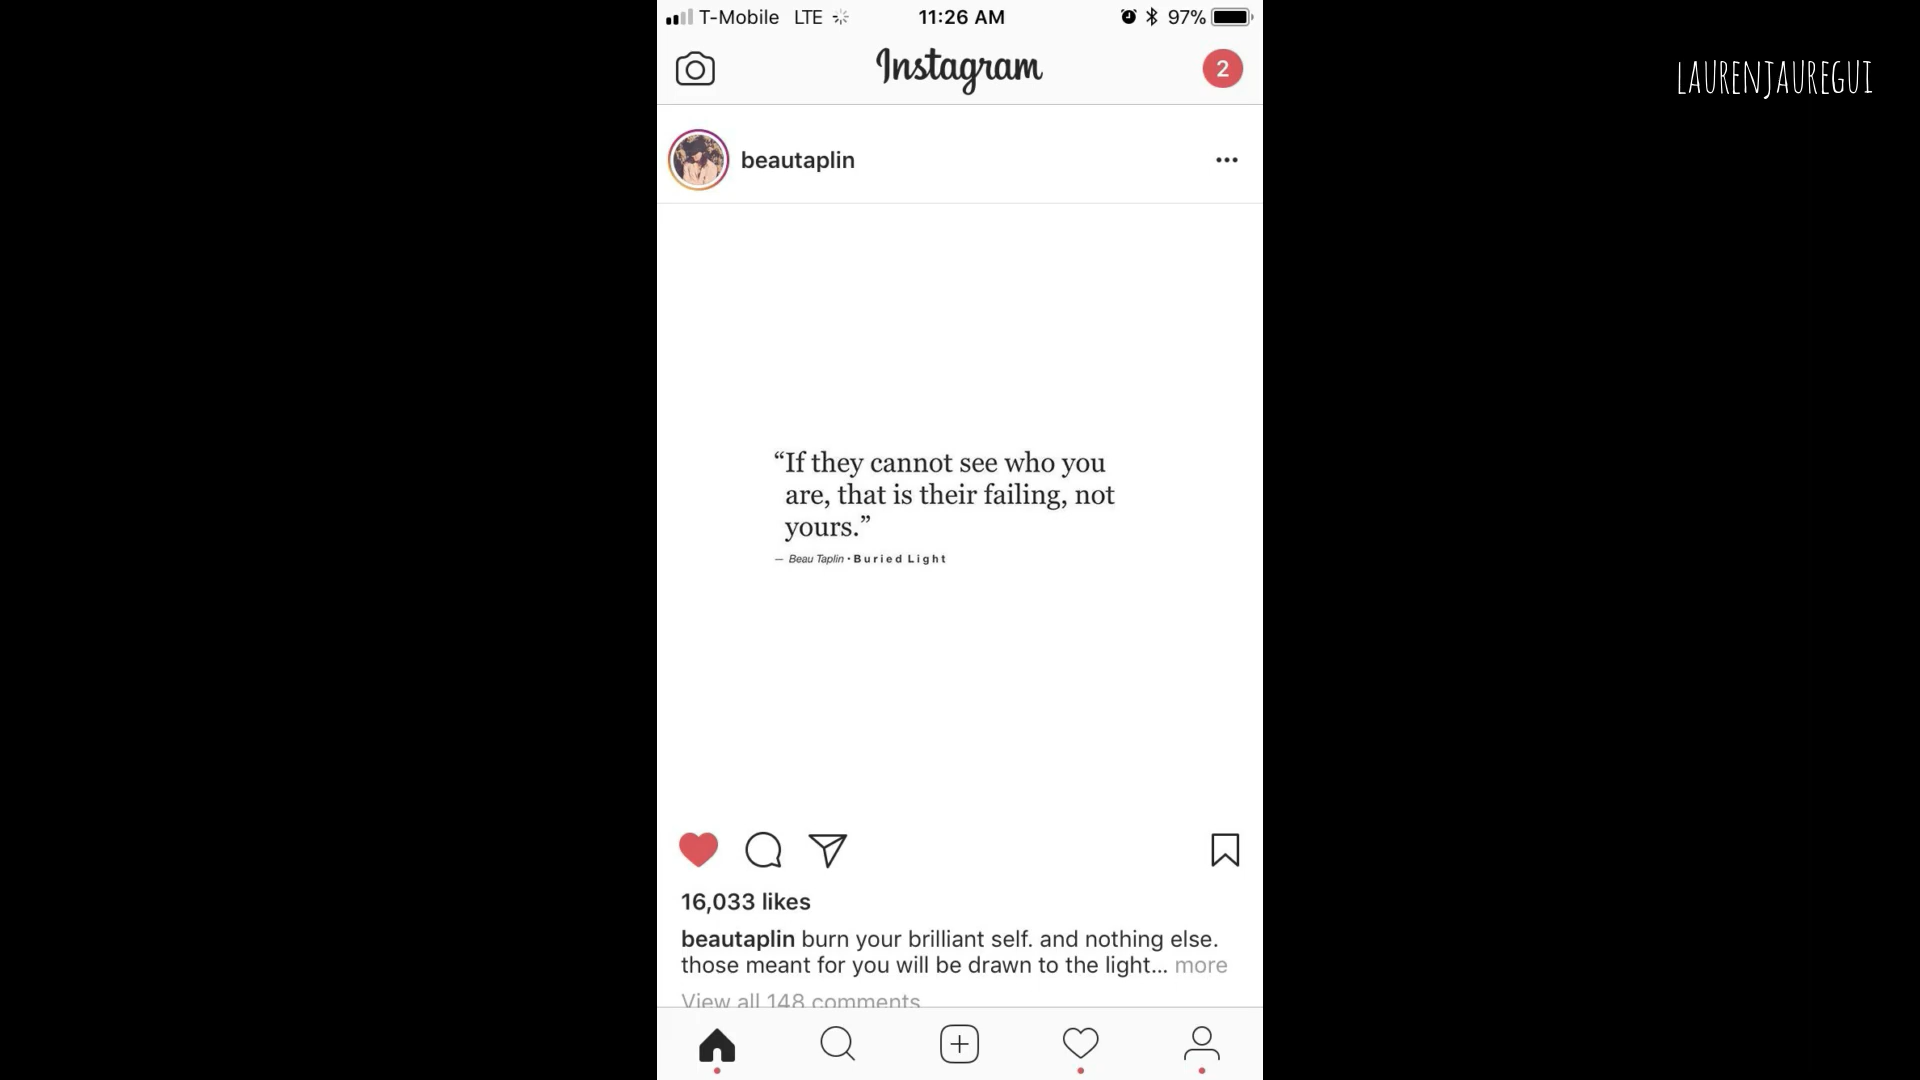 T-Mobile LTE 11:26 AM 97%
Instagram
2
LAURENJAUREGUI
beautaplin
“If they cannot see who you
are, that is their failing, not
yours.”
— Beau Taplin • Buried Light
16,033 likes
beautaplin burn your brilliant self. and nothing else.
those meant for you will be drawn to the light... more
View all 148 comments